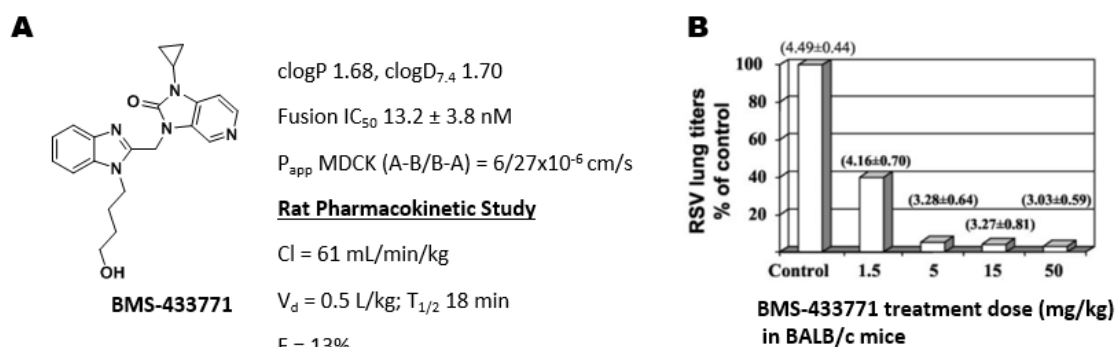 A
N
O
N
N
N
N
N
OH
BMS-433771
clogP 1.68, clogD7.4 1.70
Fusion IC50 13.2 ± 3.8 nM
Papp MDCK (A-B/B-A) = 6/27x10-6 cm/s
Rat Pharmacokinetic Study
Cl = 61 mL/min/kg
Vd = 0.5 L/kg; T1/2 18 min
F = 13%
B
RSV lung titers
% of control
100
80
60
40
20
(4.49±0.44)
(4.16±0.70)
(3.28±0.64)
(3.27±0.81)
(3.03±0.59)
Control 1.5 5 15 50
BMS-433771 treatment dose (mg/kg)
in BALB/c mice